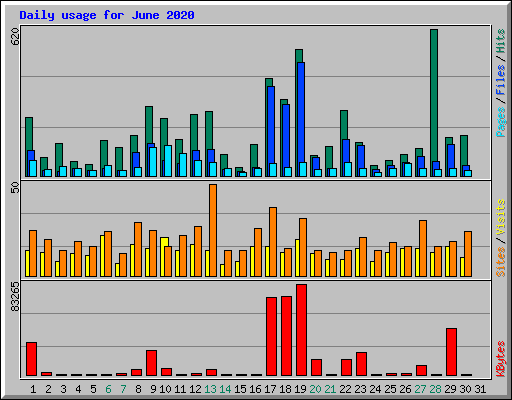 Daily usage for June 2020
620
Pages / Files / Hits
50
Sites / Visits
83265
KBytes
1 2 3 4 5 6 7 8 9 10 11 12 13 14 15 16 17 18 19 20 21 22 23 24 25 26 27 28 29 30 31